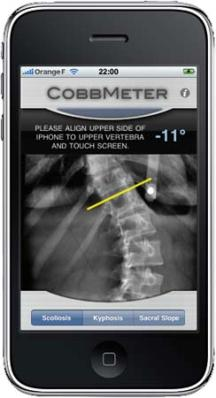 Orange F 22:00
COBBMETER
PLEASE ALIGN UPPER SIDE OF
IPHONE TO UPPER VERTEBRA
AND TOUCH SCREEN.
-11°
Scoliosis Kyphosis Sacral Slope